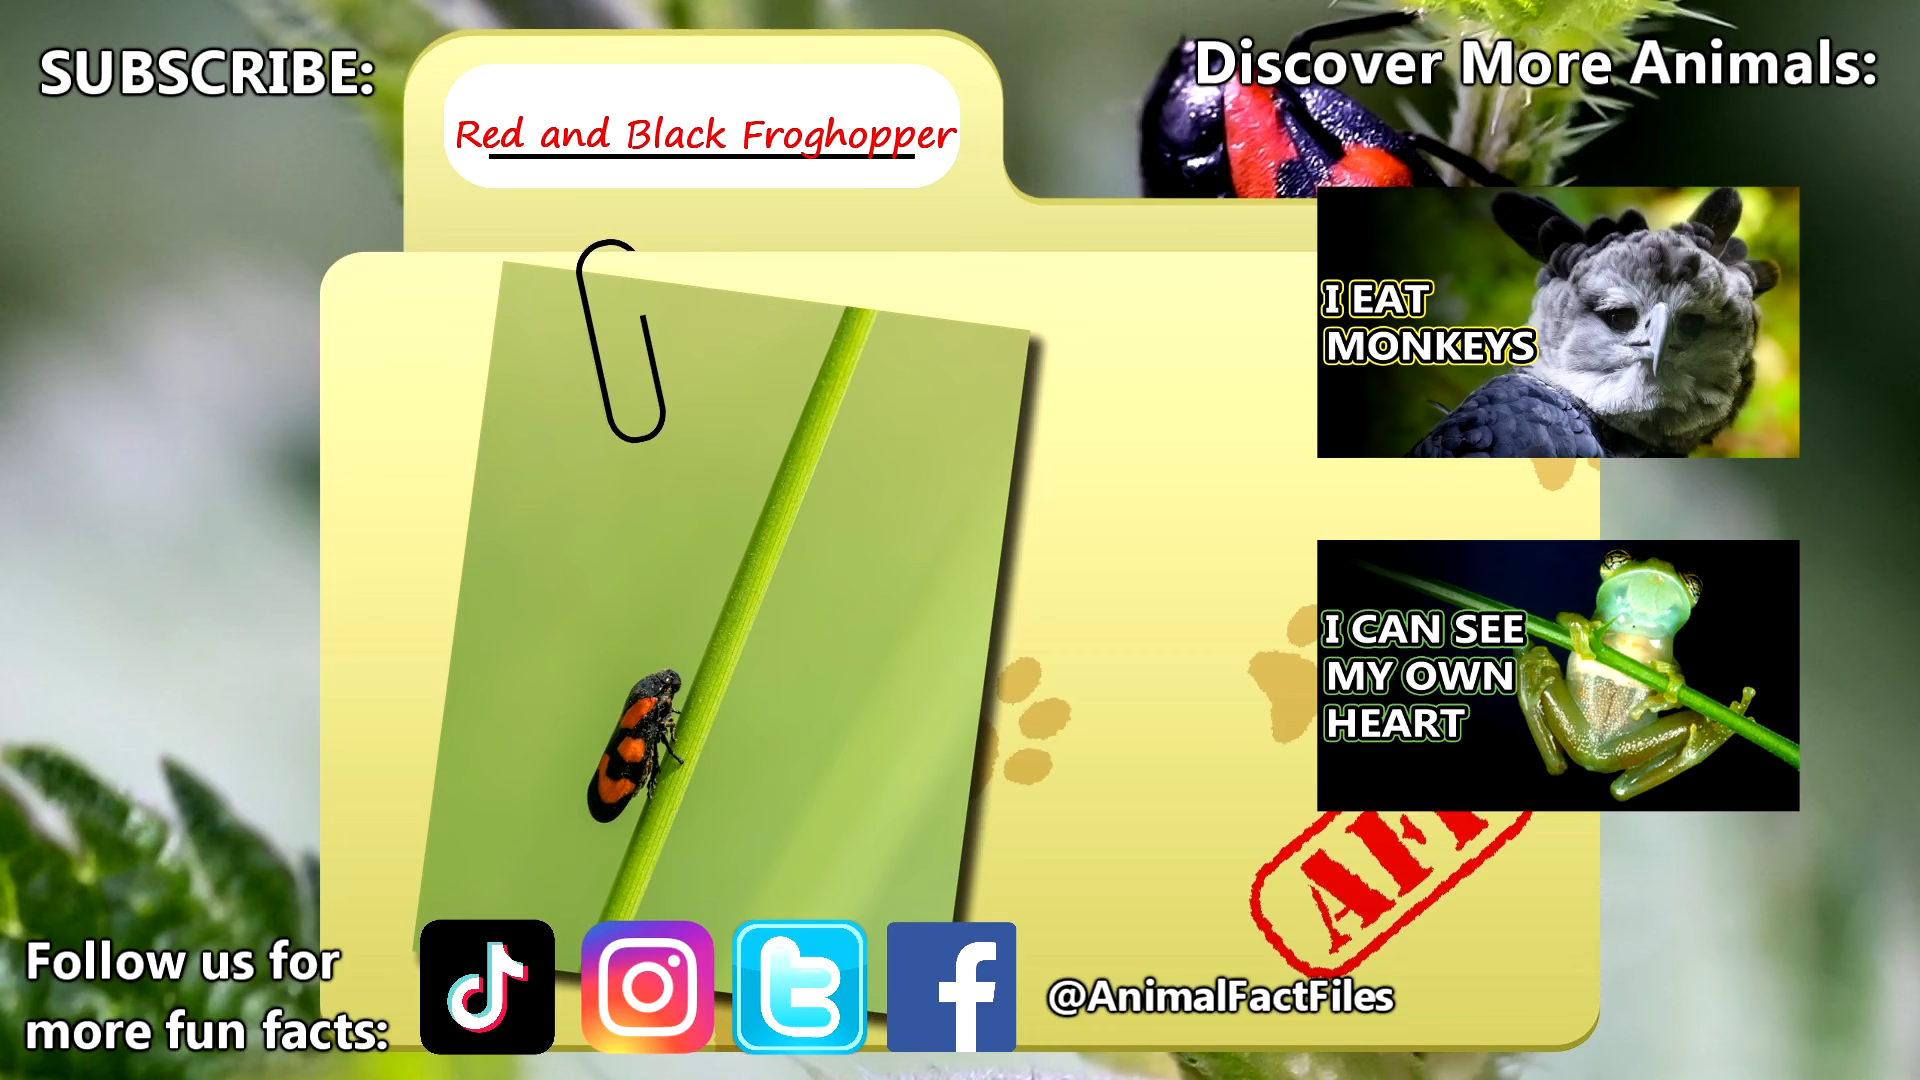 SUBSCRIBE:
Red and Black Froghopper
Discover More Animals:
I EAT
MONKEYS
I CAN SEE
MY OWN
HEART
Follow us for
more fun facts:
@AnimalFactFiles